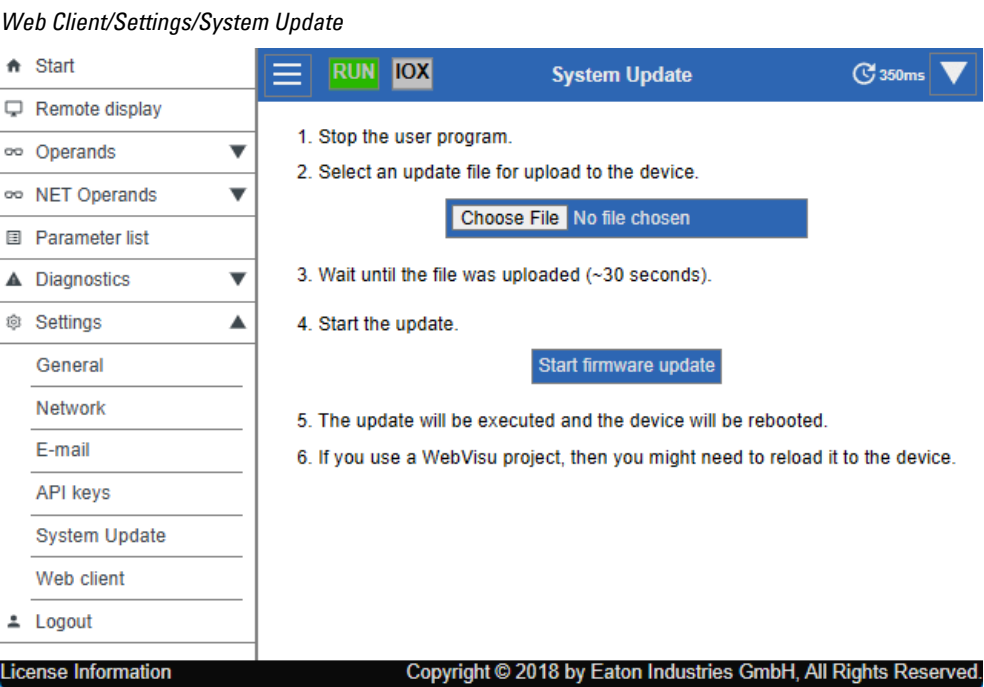 Web Client/Settings/System Update
Start
Remote display
Operands
NET Operands
Parameter list
Diagnostics
Settings
General
Network
E-mail
API keys
System Update
Web client
Logout
RUN IOX System Update 350ms
1. Stop the user program.
2. Select an update file for upload to the device.
Choose File No file chosen
3. Wait until the file was uploaded (~30 seconds).
4. Start the update.
Start firmware update
5. The update will be executed and the device will be rebooted.
6. If you use a WebVisu project, then you might need to reload it to the device.
License Information Copyright © 2018 by Eaton Industries GmbH, All Rights Reserved.